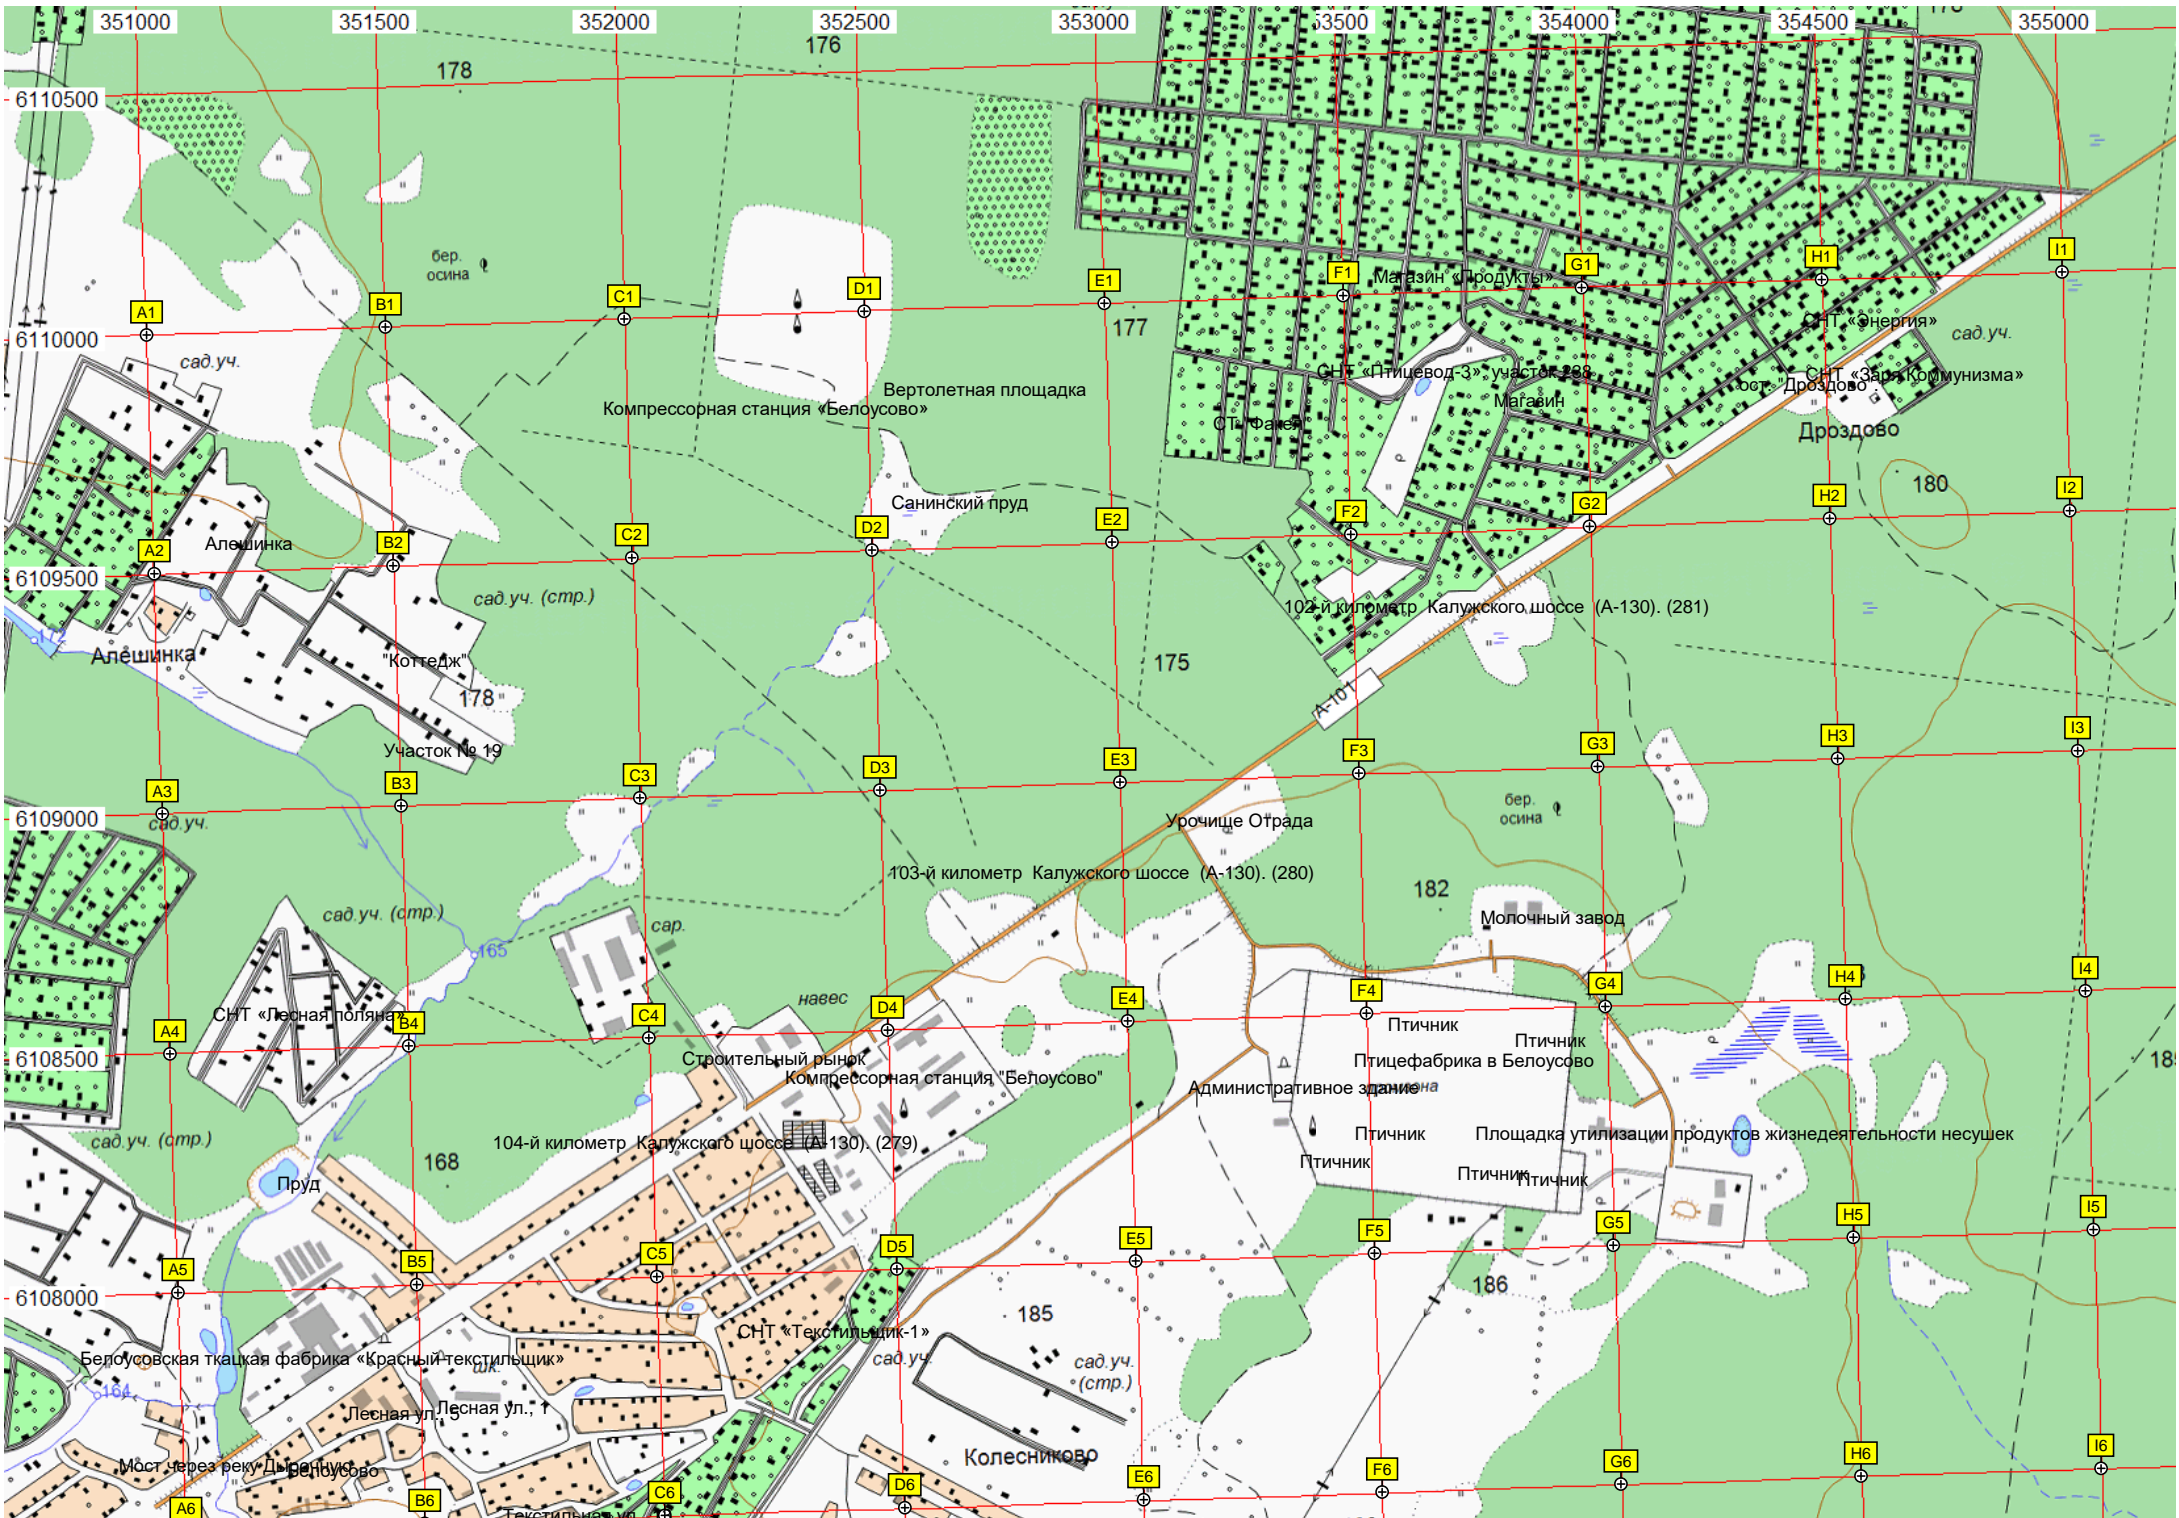 351000 351500 352000 352500 353000 53500 354000 354500 355000
176
178
6110500
бер.
осина
A1 B1 C1 D1 E1 F1 G1 H1 I1
Магазин «Продукты»
177
6110000
СНТ «Энергия»
сад.уч.
сад.уч.
СНТ «Птицевод-3», участок 238
ост. "Дроздово"
СНТ «Заря Коммунизма»
Вертолетная площадка
Магазин
Компрессорная станция «Белоусово»
СТ "Факел"
Дроздово
180
Санинский пруд
A2 B2 C2 D2 E2 F2 G2 H2 I2
Алешинка
6109500
сад.уч. (стр.)
102-й километр Калужского шоссе (А-130). (281)
172
Алешинка
"Коттедж"
175
178
А-101
Участок № 19
A3 B3 C3 D3 E3 F3 G3 H3 I3
бер.
осина
6109000
сад.уч.
Урочище Отрада
103-й километр Калужского шоссе (А-130). (280)
182
сад.уч. (стр.)
сар.
Молочный завод
165
навес
A4 B4 C4 D4 E4 F4 G4 H4 I4
СНТ «Лесная поляна»
Птичник
Птичник
6108500
Строительный рынок
Птицефабрика в Белоусово
185
Компрессорная станция "Белоусово"
Административное здание
сад.уч. (стр.)
104-й километр Калужского шоссе (А-130). (279)
Птичник
Площадка утилизации продуктов жизнедеятельности несушек
168
Птичник
Птичник
Птичник
Пруд
A5 B5 C5 D5 E5 F5 G5 H5 I5
6108000
186
185
СНТ «Текстильщик-1»
Белоусовская ткацкая фабрика «Красный текстильщик»
сад.уч.
сад.уч.
(стр.)
шк.
164
Лесная ул., 5
Лесная ул., 1
Колесниково
Мост через реку Дырочную
Белоусово
A6 B6 C6 D6 E6 F6 G6 H6 I6
Текстильная ул.